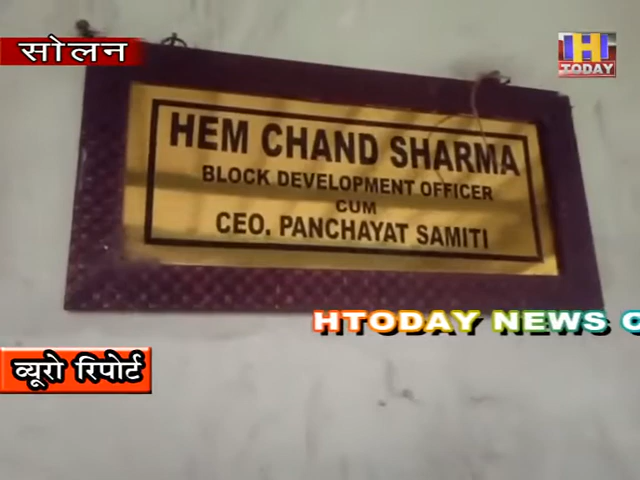 सोलन
H
TODAY
HEM CHAND SHARMA
BLOCK DEVELOPMENT OFFICER
CUM
CEO. PANCHAYAT SAMITI
HTODAY NEWS
व्यूरो रिपोर्ट